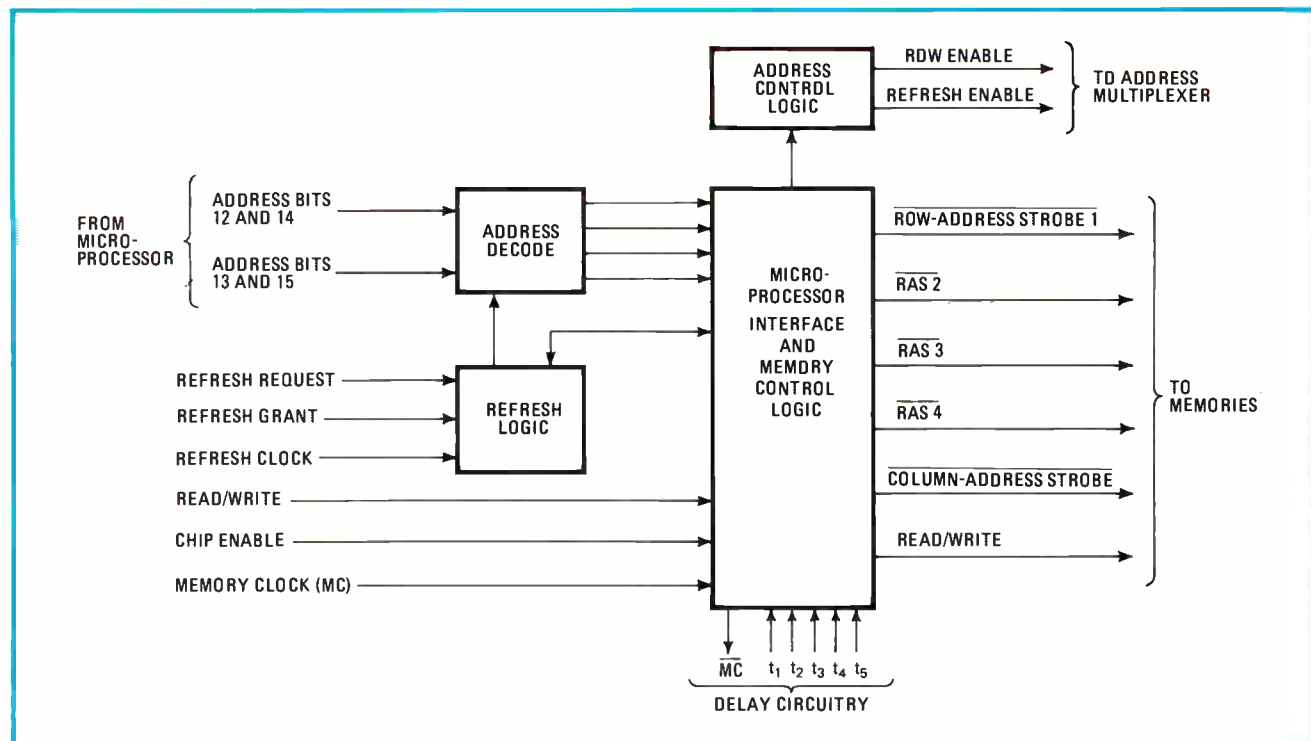 ADDRESS
CONTROL
LOGIC
RDW ENABLE
REFRESH ENABLE
TD ADDRESS
MULTIPLEXER
FROM
MICRO-
PROCESSOR
ADDRESS BITS
12 AND 14
ADDRESS BITS
13 AND 15
ADDRESS
DECODE
REFRESH REQUEST
REFRESH GRANT
REFRESH CLOCK
REFRESH
LOGIC
READ/WRITE
CHIP ENABLE
MEMORY CLOCK (MC)
MICRO-
PROCESSOR
INTERFACE
AND
MEMDRY
CONTROL
LOGIC
ROW-ADDRESS STROBE 1
RAS 2
RAS 3
RAS 4
COLUMN-ADDRESS STROBE
READ/WRITE
TO
MEMORIES
MC t1 t2 t3 t4 t5
DELAY CIRCUITRY